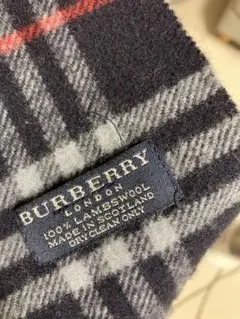 BURBERRY
LONDON
100% LAMBSWOOL
MADE IN SCOTLAND
DRY CLEAN ONLY